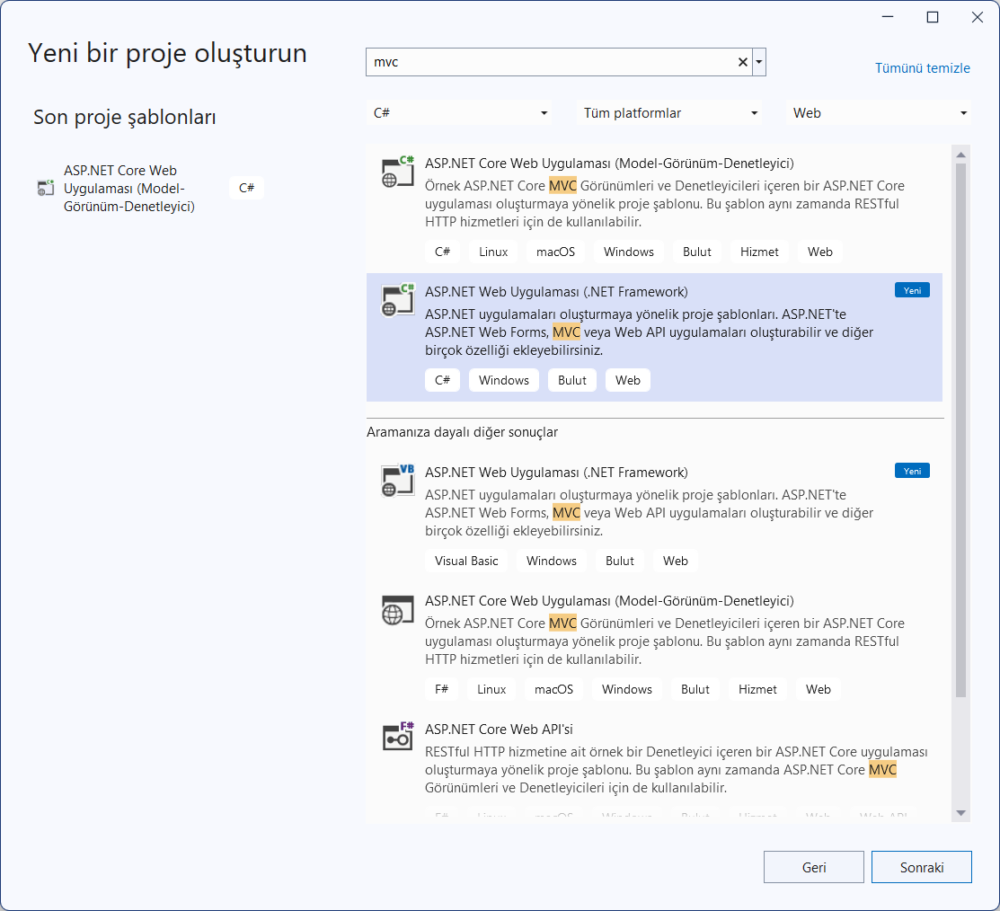 Yeni bir proje oluşturun
mvc
Tümünü temizle
Son proje şablonları
C#
Tüm platformlar
Web
ASP.NET Core Web
Uygulaması (Model-
Görünüm-Denetleyici)
C#
C#
ASP.NET Core Web Uygulaması (Model-Görünüm-Denetleyici)
Örnek ASP.NET Core MVC Görünümleri ve Denetleyicileri içeren bir ASP.NET Core
uygulaması oluşturmaya yönelik proje şablonu. Bu şablon aynı zamanda RESTful
HTTP hizmetleri için de kullanılabilir.
C# Linux macOS Windows Bulut Hizmet Web
C#
ASP.NET Web Uygulaması (.NET Framework)
Yeni
ASP.NET uygulamaları oluşturmaya yönelik proje şablonları. ASP.NET'te
ASP.NET Web Forms, MVC veya Web API uygulamaları oluşturabilir ve diğer
birçok özelliği ekleyebilirsiniz.
C# Windows Bulut Web
Aramanıza dayalı diğer sonuçlar
VB
ASP.NET Web Uygulaması (.NET Framework)
Yeni
ASP.NET uygulamaları oluşturmaya yönelik proje şablonları. ASP.NET'te
ASP.NET Web Forms, MVC veya Web API uygulamaları oluşturabilir ve diğer
birçok özelliği ekleyebilirsiniz.
Visual Basic Windows Bulut Web
ASP.NET Core Web Uygulaması (Model-Görünüm-Denetleyici)
Örnek ASP.NET Core MVC Görünümleri ve Denetleyicileri içeren bir ASP.NET Core
uygulaması oluşturmaya yönelik proje şablonu. Bu şablon aynı zamanda RESTful
HTTP hizmetleri için de kullanılabilir.
F# Linux macOS Windows Bulut Hizmet Web
F#
ASP.NET Core Web API'si
RESTful HTTP hizmetine ait örnek bir Denetleyici içeren bir ASP.NET Core uygulaması
oluşturmaya yönelik proje şablonu. Bu şablon aynı zamanda ASP.NET Core MVC
Görünümleri ve Denetleyicileri için de kullanılabilir.
F# Linux macOS Windows Bulut Hizmet Web Web API
Geri
Sonraki